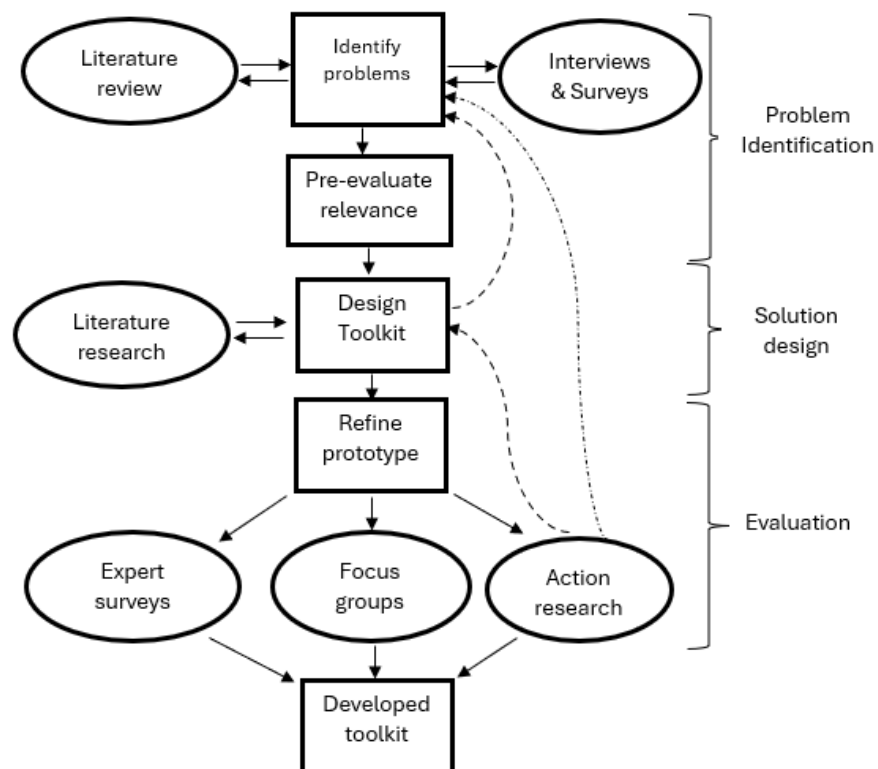 Literature
review
Identify
problems
Interviews
& Surveys
Problem
Identification
Pre-evaluate
relevance
Literature
research
Design
Toolkit
Solution
design
Refine
prototype
Evaluation
Expert
surveys
Focus
groups
Action
research
Developed
toolkit